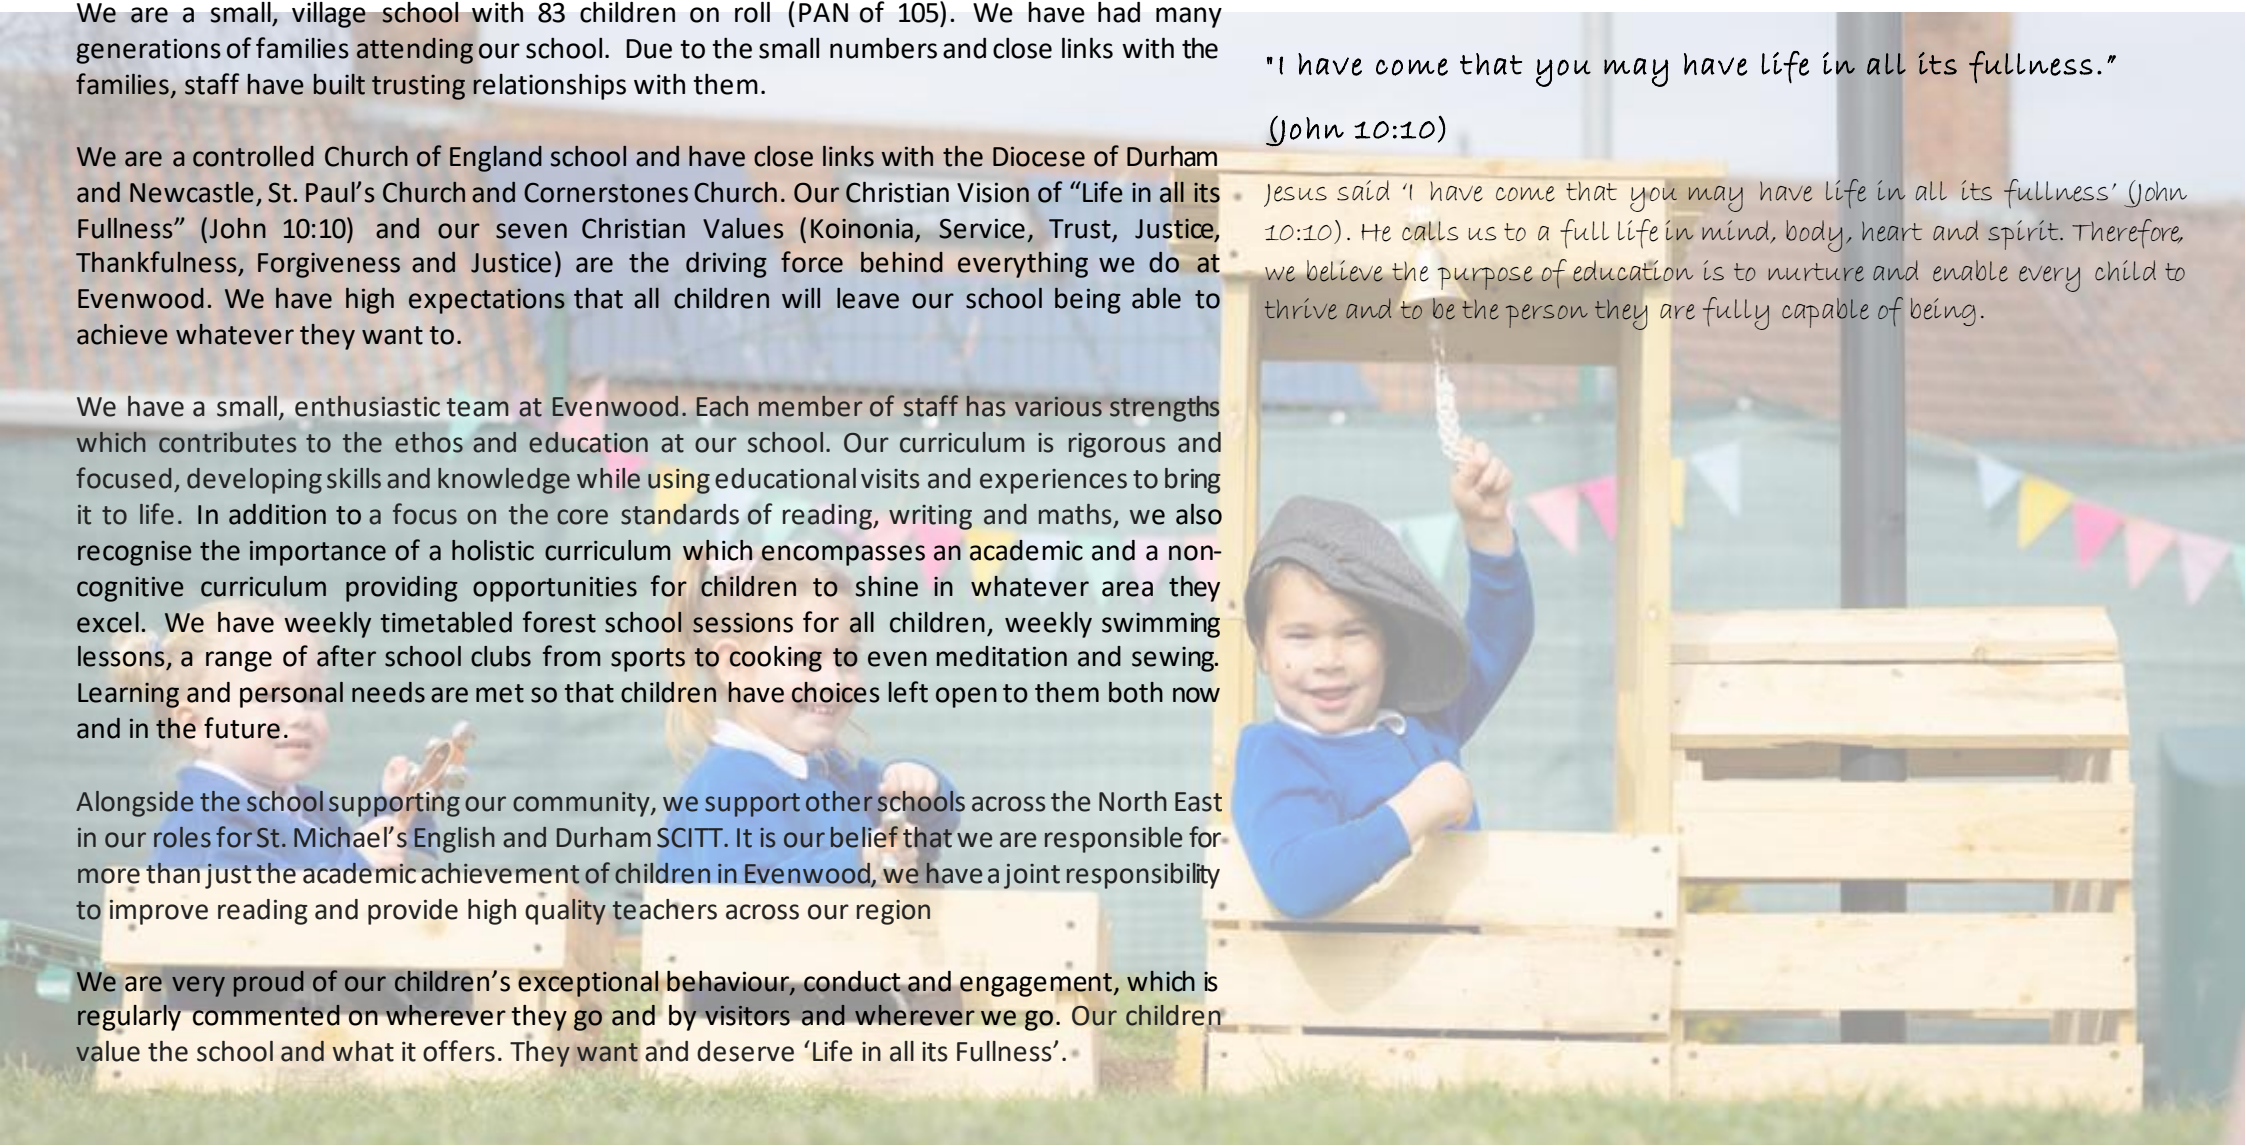 We are a small, village school with 83 children on roll (PAN of 105). We have had many
generations of families attending our school. Due to the small numbers and close links with the
families, staff have built trusting relationships with them.
We are a controlled Church of England school and have close links with the Diocese of Durham
and Newcastle, St. Paul’s Church and Cornerstones Church. Our Christian Vision of “Life in all its
Fullness” (John 10:10) and our seven Christian Values (Koinonia, Service, Trust, Justice,
Thankfulness, Forgiveness and Justice) are the driving force behind everything we do at
Evenwood. We have high expectations that all children will leave our school being able to
achieve whatever they want to.
We have a small, enthusiastic team at Evenwood. Each member of staff has various strengths
which contributes to the ethos and education at our school. Our curriculum is rigorous and
focused, developing skills and knowledge while using educational visits and experiences to bring
it to life. In addition to a focus on the core standards of reading, writing and maths, we also
recognise the importance of a holistic curriculum which encompasses an academic and a non-
cognitive curriculum providing opportunities for children to shine in whatever area they
excel. We have weekly timetabled forest school sessions for all children, weekly swimming
lessons, a range of after school clubs from sports to cooking to even meditation and sewing.
Learning and personal needs are met so that children have choices left open to them both now
and in the future.
Alongside the school supporting our community, we support other schools across the North East
in our roles for St. Michael’s English and Durham SCITT. It is our belief that we are responsible for
more than just the academic achievement of children in Evenwood, we have a joint responsibility
to improve reading and provide high quality teachers across our region
We are very proud of our children’s exceptional behaviour, conduct and engagement, which is
regularly commented on wherever they go and by visitors and wherever we go. Our children
value the school and what it offers. They want and deserve ‘Life in all its Fullness’.
"I have come that you may have life in all its fullness.”
(John 10:10)
Jesus said ‘I have come that you may have life in all its fullness’ (John
10:10). He calls us to a full life in mind, body, heart and spirit. Therefore,
we believe the purpose of education is to nurture and enable every child to
thrive and to be the person they are fully capable of being.